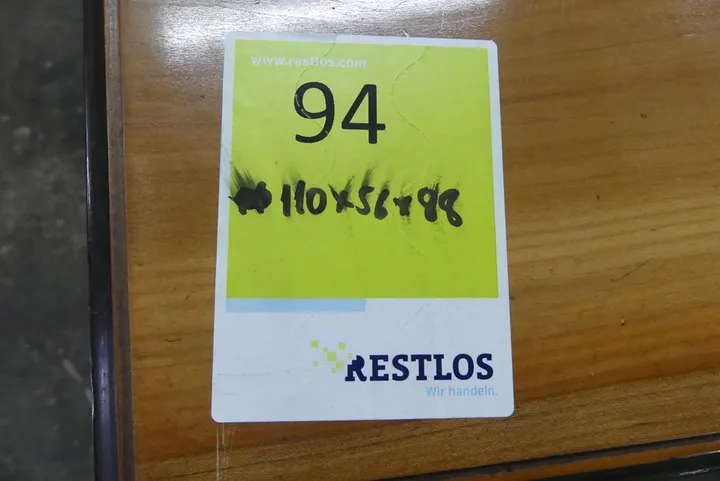 www.restlos.com
94
110x56x88
RESTLOS
Wir handeln.